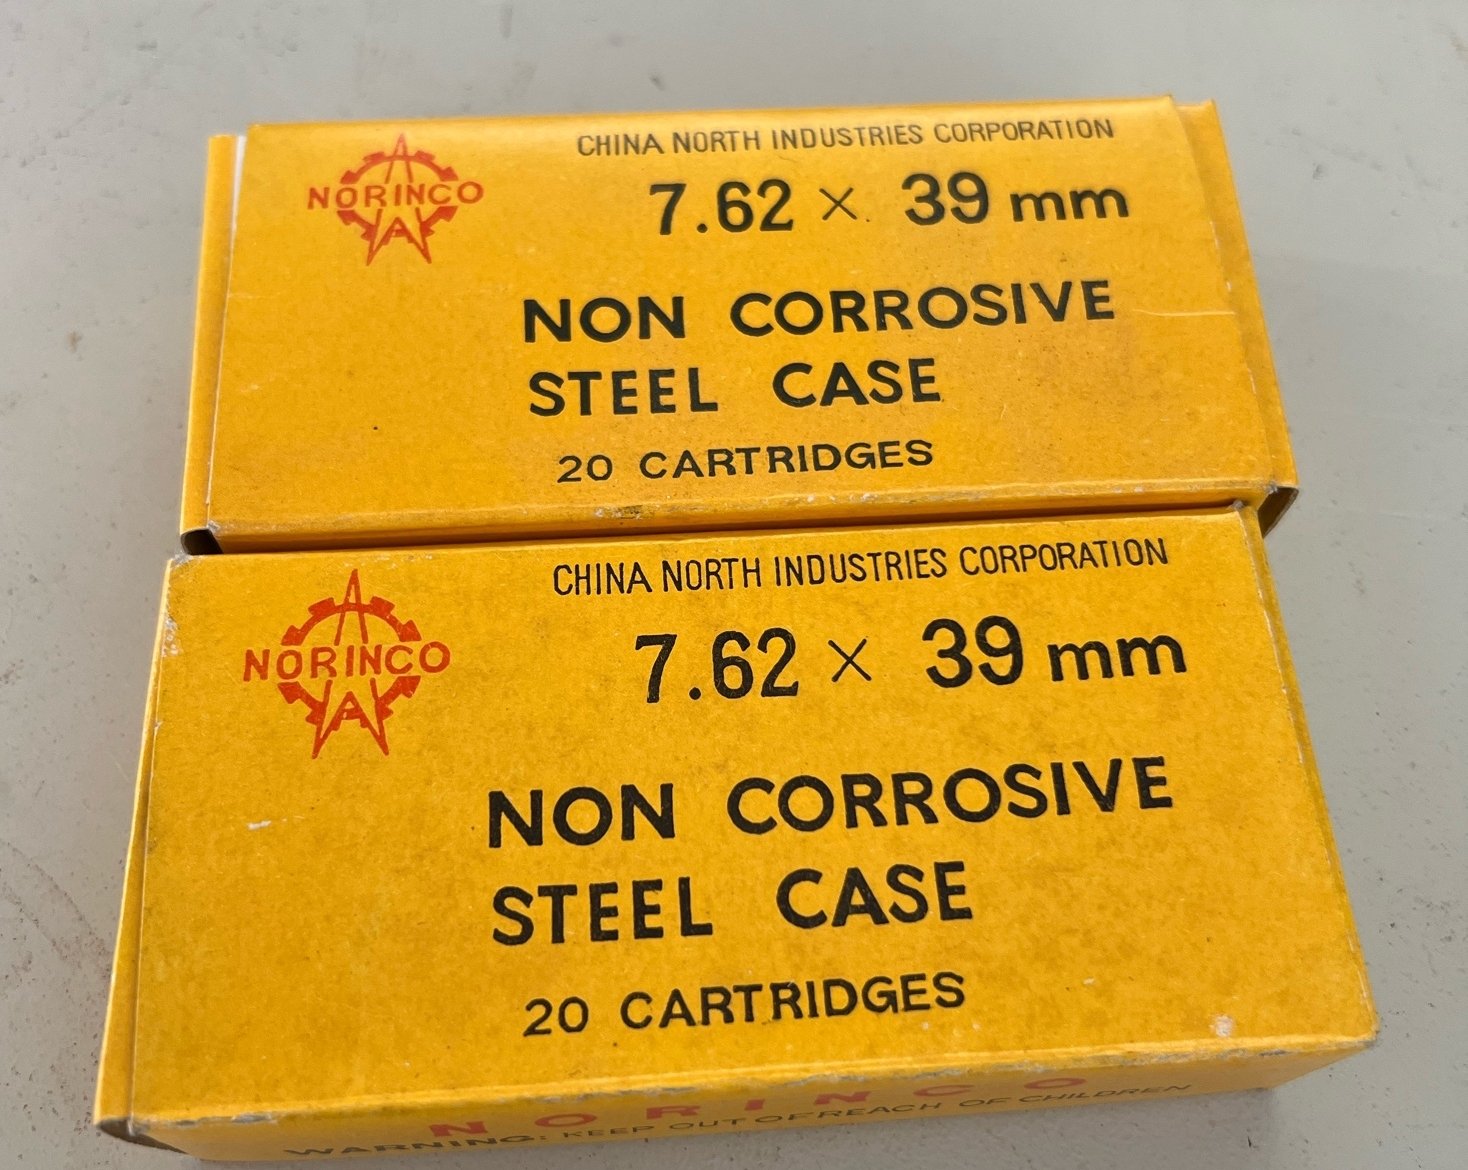 CHINA NORTH INDUSTRIES CORPORATION
NORINCO
7.62 × 39 mm
NON CORROSIVE
STEEL CASE
20 CARTRIDGES
CHINA NORTH INDUSTRIES CORPORATION
NORINCO
7.62 × 39 mm
NON CORROSIVE
STEEL CASE
20 CARTRIDGES
NORINCO
WARNING: KEEP OUT OF REACH OF CHILDREN